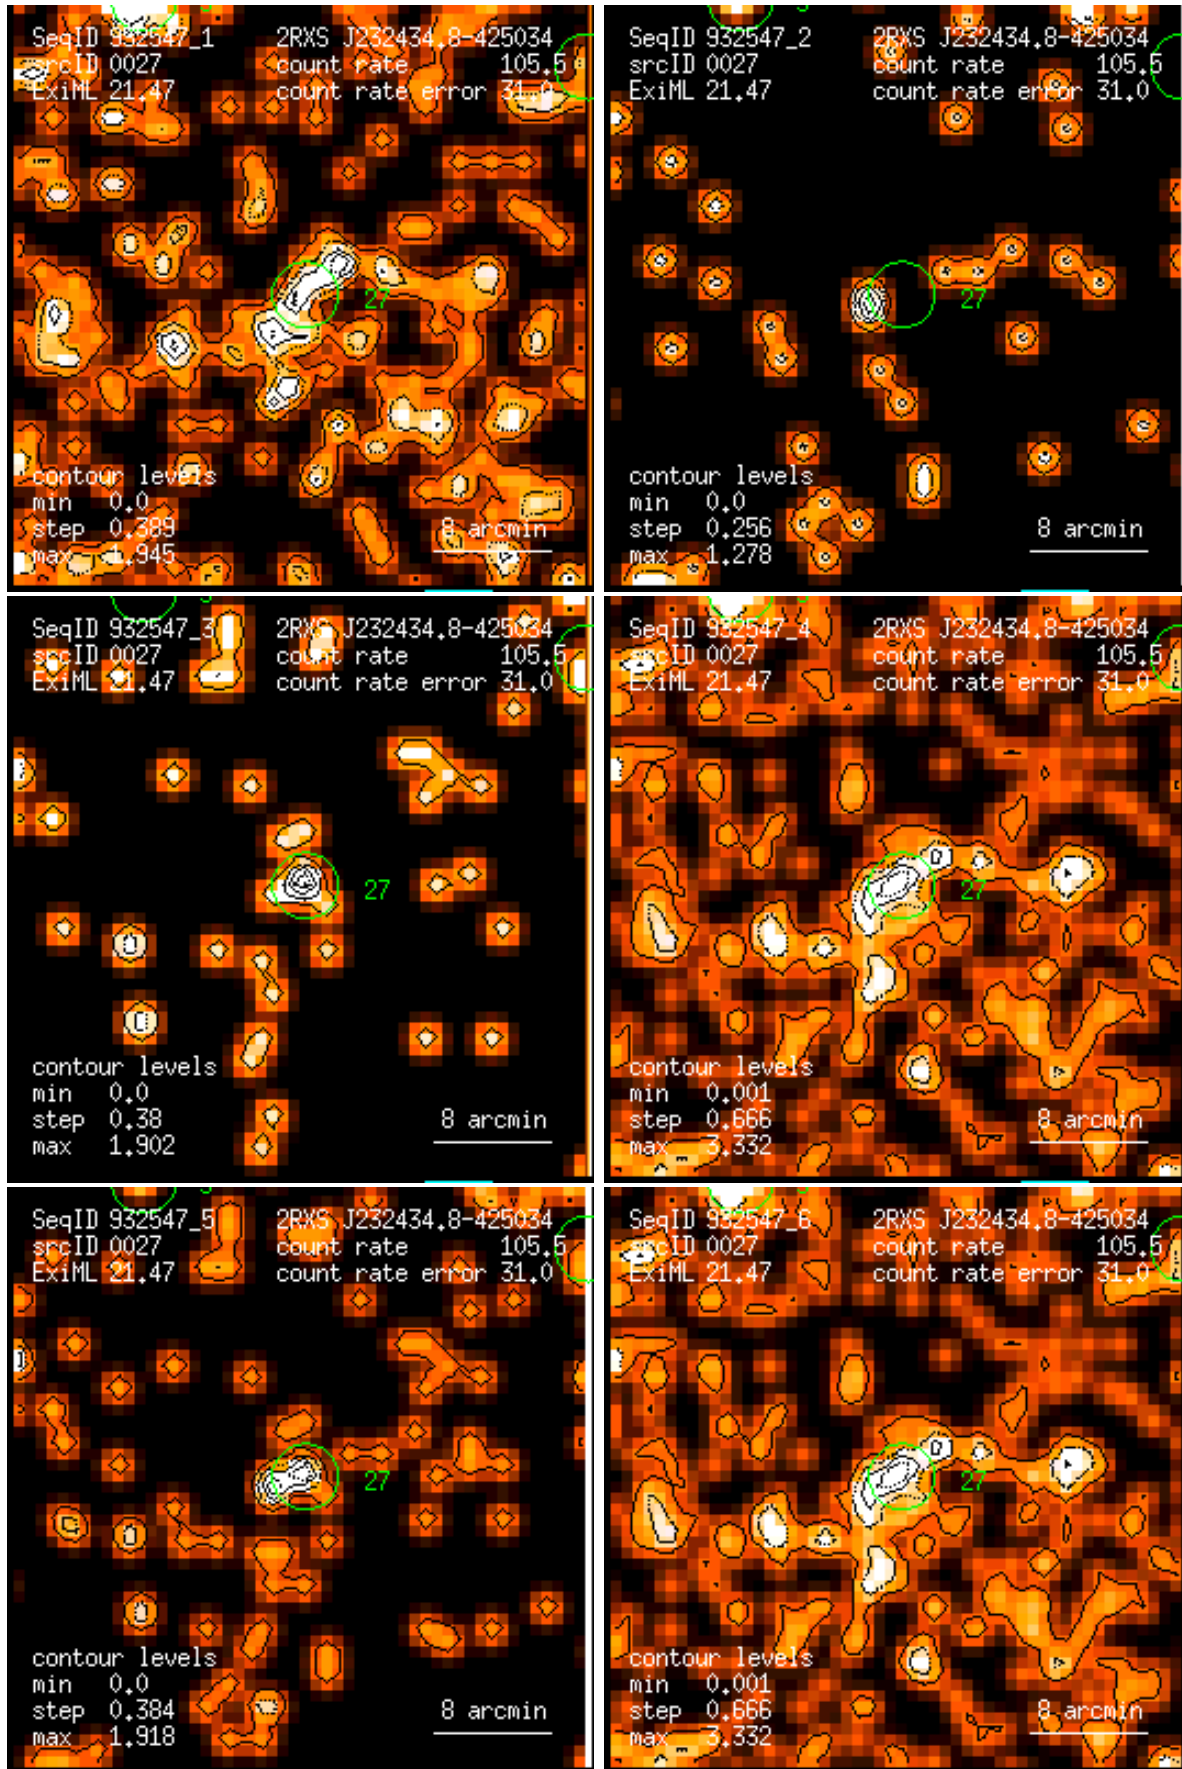 SeqID 932547_1 2RXS J232434.8-425034
srcID 0027 count rate 105.5
ExiML 21.47 count rate error 31.0
27
contour levels
min 0.0
step 0.389
max 1.945
8 arcmin
SeqID 932547_2 2RXS J232434.8-425034
srcID 0027 count rate 105.5
ExiML 21.47 count rate error 31.0
27
contour levels
min 0.0
step 0.256
max 1.278
8 arcmin
SeqID 932547_3 2RXS J232434.8-425034
srcID 0027 count rate 105.5
ExiML 21.47 count rate error 31.0
27
contour levels
min 0.0
step 0.38
max 1.902
8 arcmin
SeqID 932547_4 2RXS J232434.8-425034
srcID 0027 count rate 105.5
ExiML 21.47 count rate error 31.0
27
contour levels
min 0.001
step 0.666
max 3.332
8 arcmin
SeqID 932547_5 2RXS J232434.8-425034
srcID 0027 count rate 105.5
ExiML 21.47 count rate error 31.0
27
contour levels
min 0.0
step 0.384
max 1.918
8 arcmin
SeqID 932547_6 2RXS J232434.8-425034
srcID 0027 count rate 105.5
ExiML 21.47 count rate error 31.0
27
contour levels
min 0.001
step 0.666
max 3.332
8 arcmin